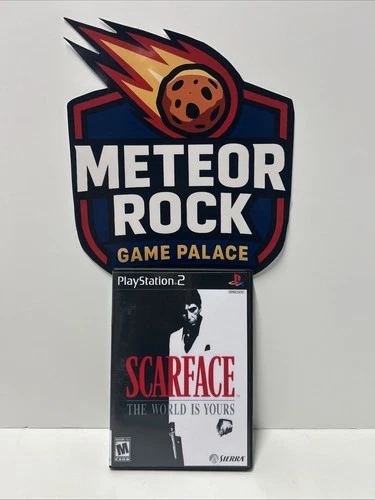 METEOR
ROCK
GAME PALACE
PlayStation.2
SCARFACE
THE WORLD IS YOURS
M
SIERRA